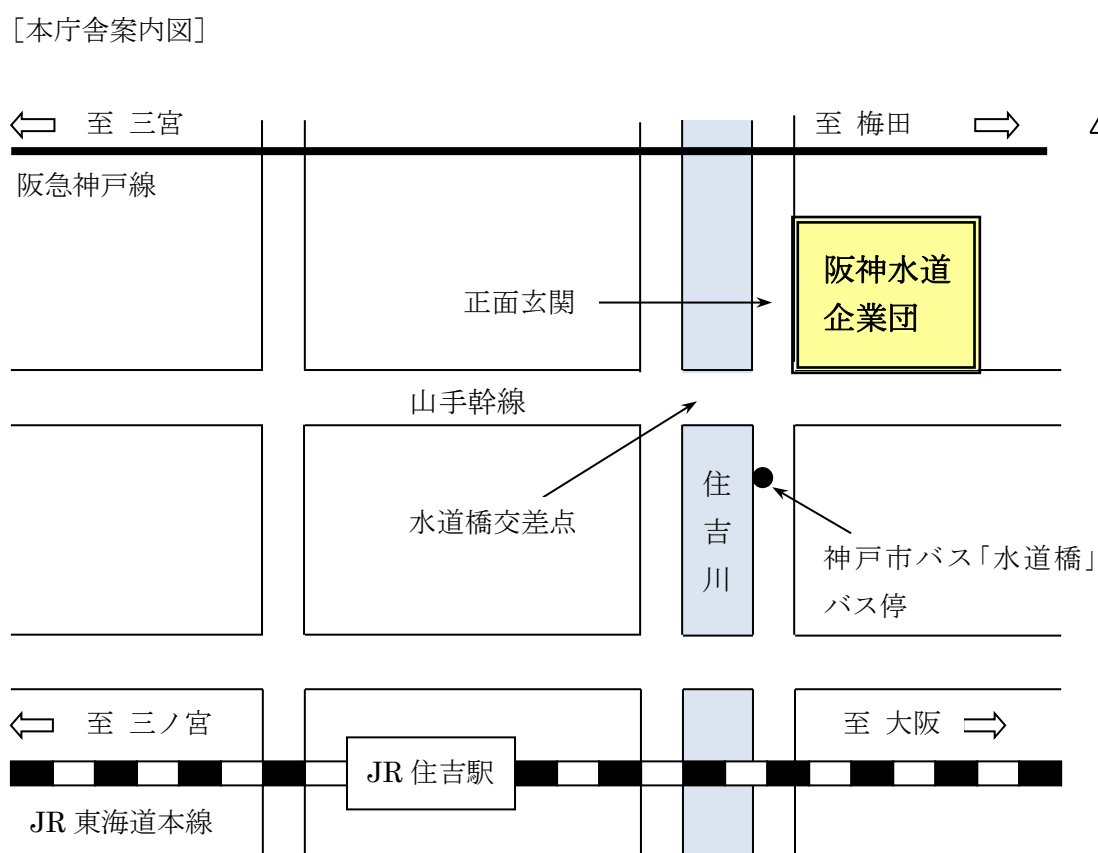 [本庁舎案内図]
至 三宮
至 梅田
阪急神戸線
阪神水道
企業団
正面玄関
山手幹線
水道橋交差点
住吉川
神戸市バス「水道橋」
バス停
至 三ノ宮
至 大阪
JR 住吉駅
JR 東海道本線